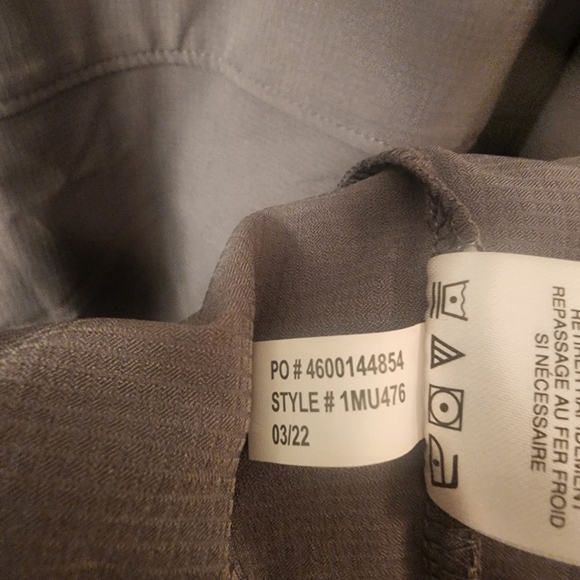 PO # 4600144854
STYLE # 1MU476
03/22
REPASSAGE AU FER FROID
SI NÉCESSAIRE